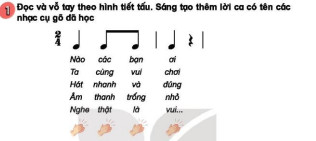 1 Đọc và vỗ tay theo hình tiết tấu. Sáng tạo thêm lời ca có tên các
nhạc cụ gõ đã học
2
4
Nào các bạn ơi
Ta cùng vui chơi
Hát nhanh và đúng
Âm thanh trống nhỏ
Nghe thật là vui...